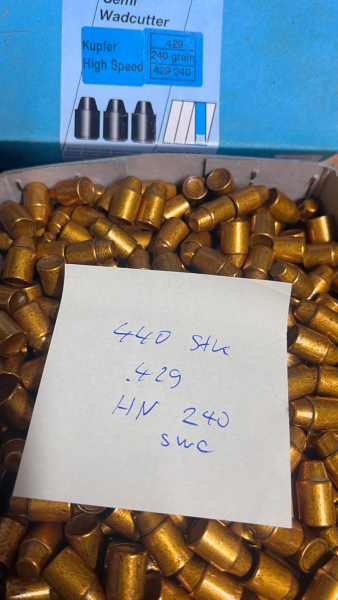 Semi
Wadcutter
Kupfer
High Speed
429
240 grain
429 240
440 Stk
.429
HN 240
SWC